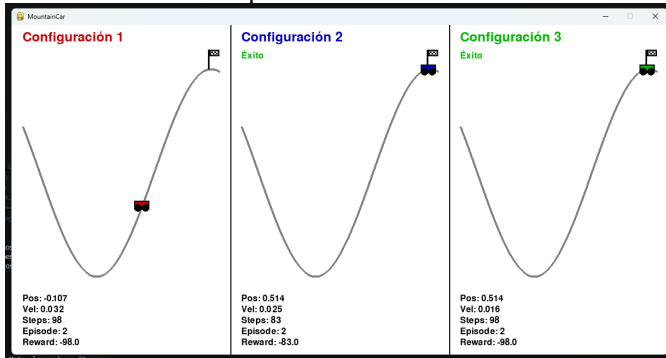 MountainCar
Configuración 1
Pos: -0.107
Vel: 0.032
Steps: 98
Episode: 2
Reward: -98.0
Configuración 2
Éxito
Pos: 0.514
Vel: 0.025
Steps: 83
Episode: 2
Reward: -83.0
Configuración 3
Éxito
Pos: 0.514
Vel: 0.016
Steps: 98
Episode: 2
Reward: -98.0